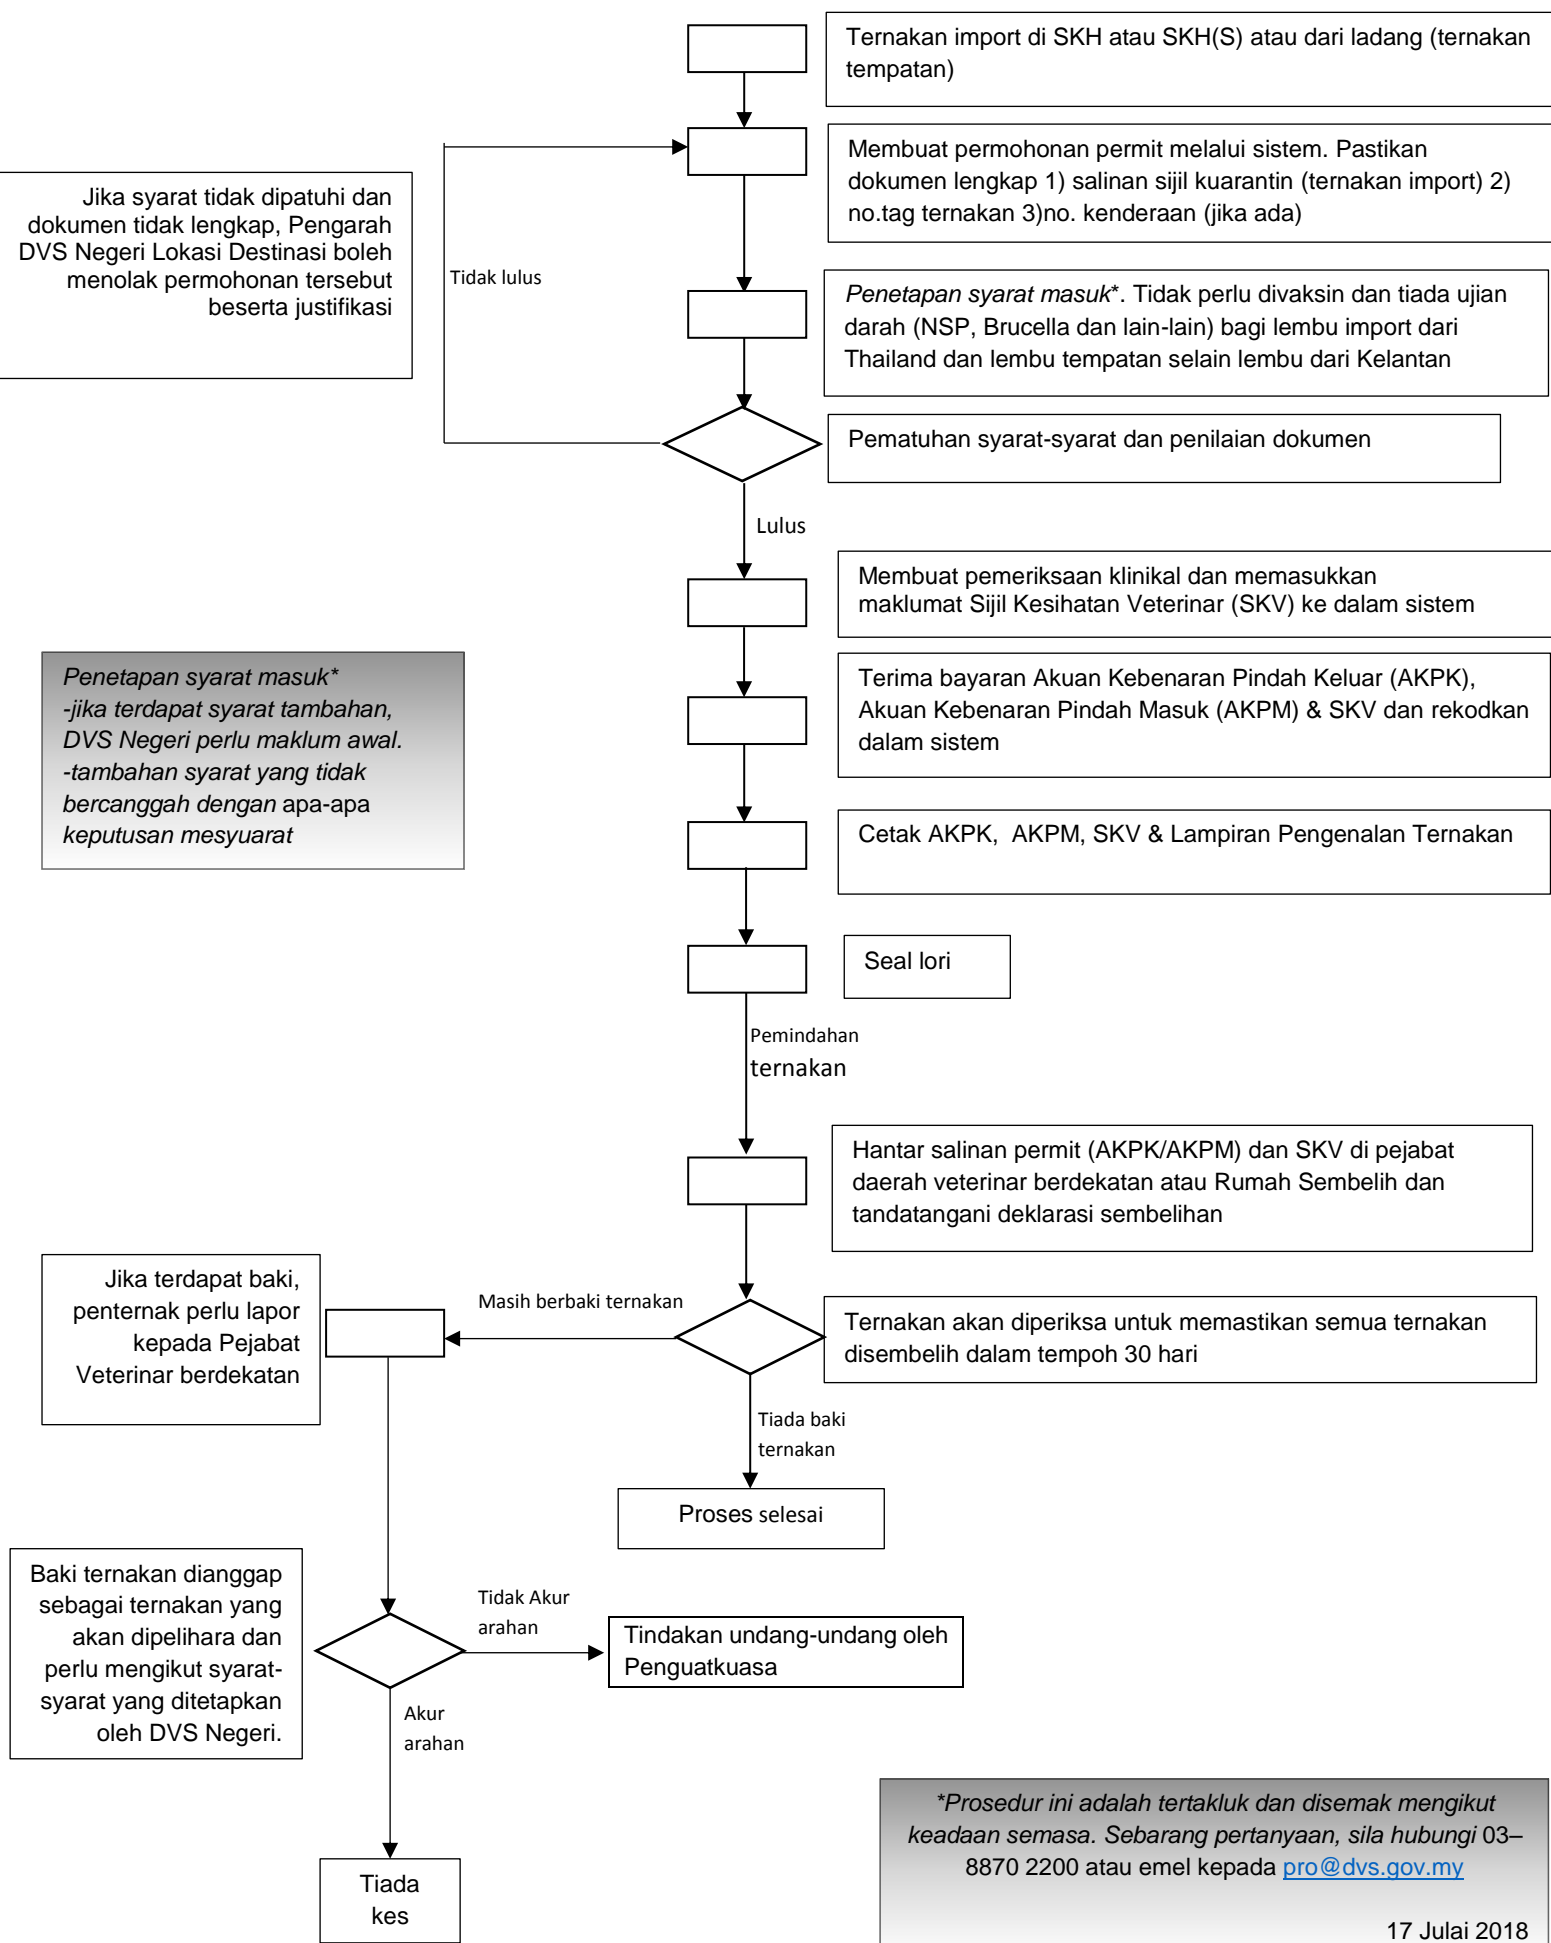 Ternakan import di SKH atau SKH(S) atau dari ladang (ternakan
tempatan)
Membuat permohonan permit melalui sistem. Pastikan
dokumen lengkap 1) salinan sijil kuarantin (ternakan import) 2)
no.tag ternakan 3)no. kenderaan (jika ada)
Jika syarat tidak dipatuhi dan
dokumen tidak lengkap, Pengarah
DVS Negeri Lokasi Destinasi boleh
menolak permohonan tersebut
beserta justifikasi
Tidak lulus
Penetapan syarat masuk*. Tidak perlu divaksin dan tiada ujian
darah (NSP, Brucella dan lain-lain) bagi lembu import dari
Thailand dan lembu tempatan selain lembu dari Kelantan
Pematuhan syarat-syarat dan penilaian dokumen
Lulus
Membuat pemeriksaan klinikal dan memasukkan
maklumat Sijil Kesihatan Veterinar (SKV) ke dalam sistem
Penetapan syarat masuk*
-jika terdapat syarat tambahan,
DVS Negeri perlu maklum awal.
-tambahan syarat yang tidak
bercanggah dengan apa-apa
keputusan mesyuarat
Terima bayaran Akuan Kebenaran Pindah Keluar (AKPK),
Akuan Kebenaran Pindah Masuk (AKPM) & SKV dan rekodkan
dalam sistem
Cetak AKPK, AKPM, SKV & Lampiran Pengenalan Ternakan
Seal lori
Pemindahan
ternakan
Hantar salinan permit (AKPK/AKPM) dan SKV di pejabat
daerah veterinar berdekatan atau Rumah Sembelih dan
tandatangani deklarasi sembelihan
Jika terdapat baki,
penternak perlu lapor
kepada Pejabat
Veterinar berdekatan
Masih berbaki ternakan
Ternakan akan diperiksa untuk memastikan semua ternakan
disembelih dalam tempoh 30 hari
Tiada baki
ternakan
Proses selesai
Baki ternakan dianggap
sebagai ternakan yang
akan dipelihara dan
perlu mengikut syarat-
syarat yang ditetapkan
oleh DVS Negeri.
Tidak Akur
arahan
Tindakan undang-undang oleh
Penguatkuasa
Akur
arahan
Tiada
kes
*Prosedur ini adalah tertakluk dan disemak mengikut
keadaan semasa. Sebarang pertanyaan, sila hubungi 03–
8870 2200 atau emel kepada pro@dvs.gov.my
17 Julai 2018